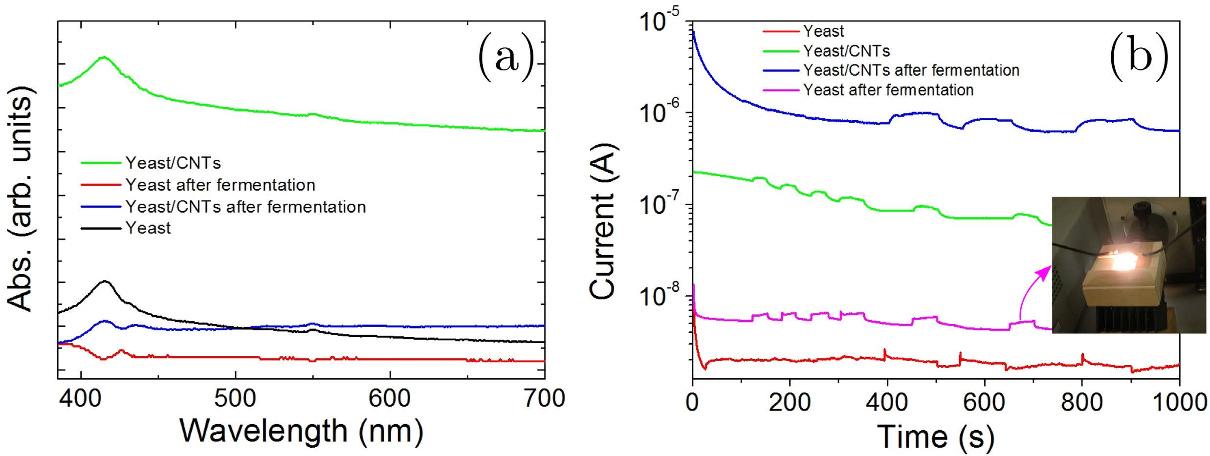 (a)
Abs. (arb. units)
Yeast/CNTs
Yeast after fermentation
Yeast/CNTs after fermentation
Yeast
400 500 600 700
Wavelength (nm)
(b)
Current (A)
10-5
10-6
10-7
10-8
10-9
Yeast
Yeast/CNTs
Yeast/CNTs after fermentation
Yeast after fermentation
0 200 400 600 800 1000
Time (s)